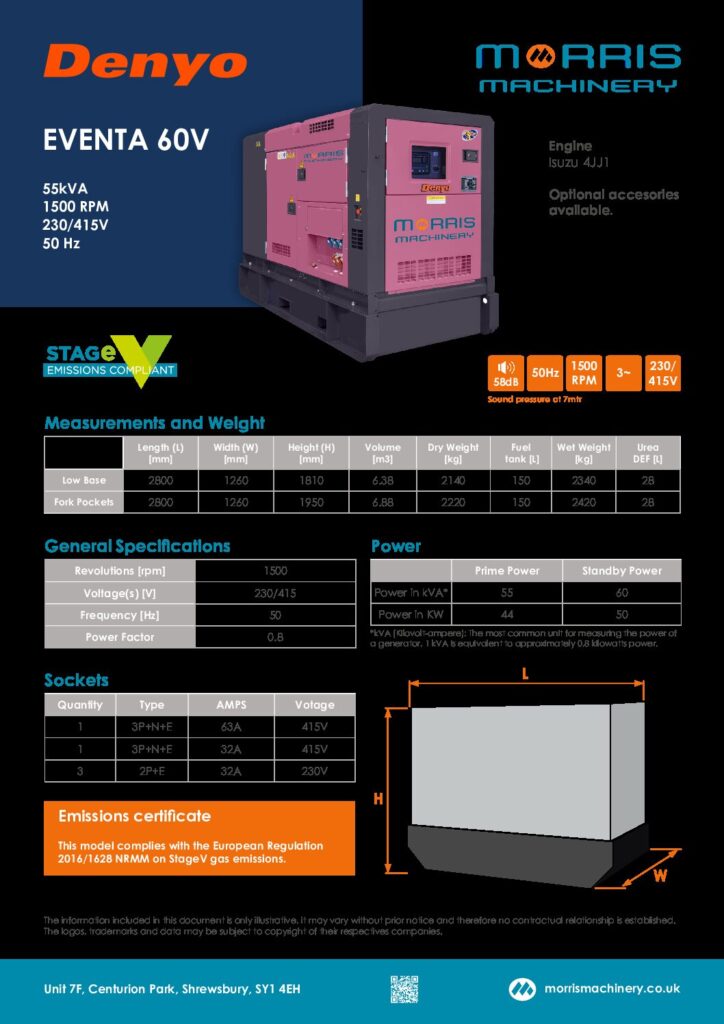 Denyo
MORRIS
MACHINERY
EVENTA 60V
55kVA
1500 RPM
230/415V
50 Hz
Engine
Isuzu 4JJ1
Optional accesories
available.
MORRIS
MACHINERY
Denyo
MORRIS
MACHINERY
STAGe V
EMISSIONS COMPLIANT
58dB
50Hz
1500
RPM
3~
230/
415V
Sound pressure at 7mtr
Measurements and Weight
Length (L) [mm] Width (W) [mm] Height (H) [mm] Volume [m3] Dry Weight [kg] Fuel tank [L] Wet Weight [kg] Urea DEF [L]
Low Base 2800 1260 1810 6.38 2140 150 2340 28
Fork Pockets 2800 1260 1950 6.88 2220 150 2420 28
General Specifications
Revolutions [rpm] 1500
Voltage(s) [V] 230/415
Frequency [Hz] 50
Power Factor 0.8
Power
Prime Power Standby Power
Power in kVA* 55 60
Power in KW 44 50
*kVA (Kilovolt-ampere): The most common unit for measuring the power of
a generator. 1 kVA is equivalent to approximately 0.8 kilowatts power.
Sockets
Quantity Type AMPS Votage
1 3P+N+E 63A 415V
1 3P+N+E 32A 415V
3 2P+E 32A 230V
L
H
W
Emissions certificate
This model complies with the European Regulation
2016/1628 NRMM on StageV gas emissions.
The information included in this document is only illustrative. It may vary without prior notice and therefore no contractual relationship is established.
The logos, trademarks and data may be subject to copyright of their respectives companies.
Unit 7F, Centurion Park, Shrewsbury, SY1 4EH
morrismachinery.co.uk